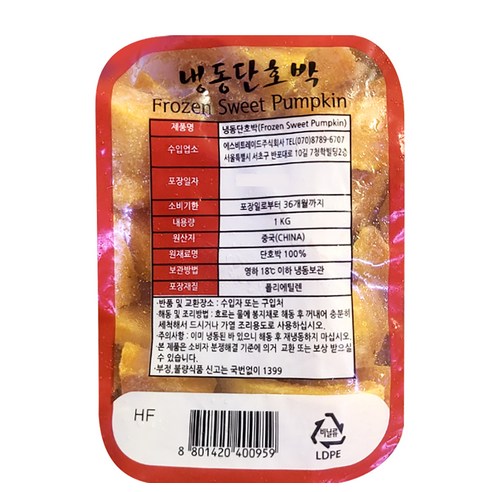 냉동단호박
Frozen Sweet Pumpkin
제품명 냉동단호박(Frozen Sweet Pumpkin)
수입업소 에스비트레이드주식회사 TEL(070)8789-6707
서울특별시 서초구 반포대로 10길 7청학빌딩2층
포장일자
소비기한 포장일로부터 36개월까지
내용량 1 KG
원산지 중국(CHINA)
원재료명 단호박 100%
보관방법 영하 18℃ 이하 냉동보관
포장재질 폴리에틸렌
·반품 및 교환장소 : 수입자 또는 구입처
·해동 및 조리방법 : 흐르는 물에 봉지채로 해동 후 꺼내어 충분히
세척해서 드시거나 가열 조리용도로 사용하십시오.
·주의사항 : 이미 냉동된 바 있으니 해동 후 재냉동하지 마십시오.
본 제품은 소비자 분쟁해결 기준에 의거 교환 또는 보상 받으실
수 있습니다.
·부정,불량식품 신고는 국번없이 1399
HF
8 801420 400959
비닐류
LDPE